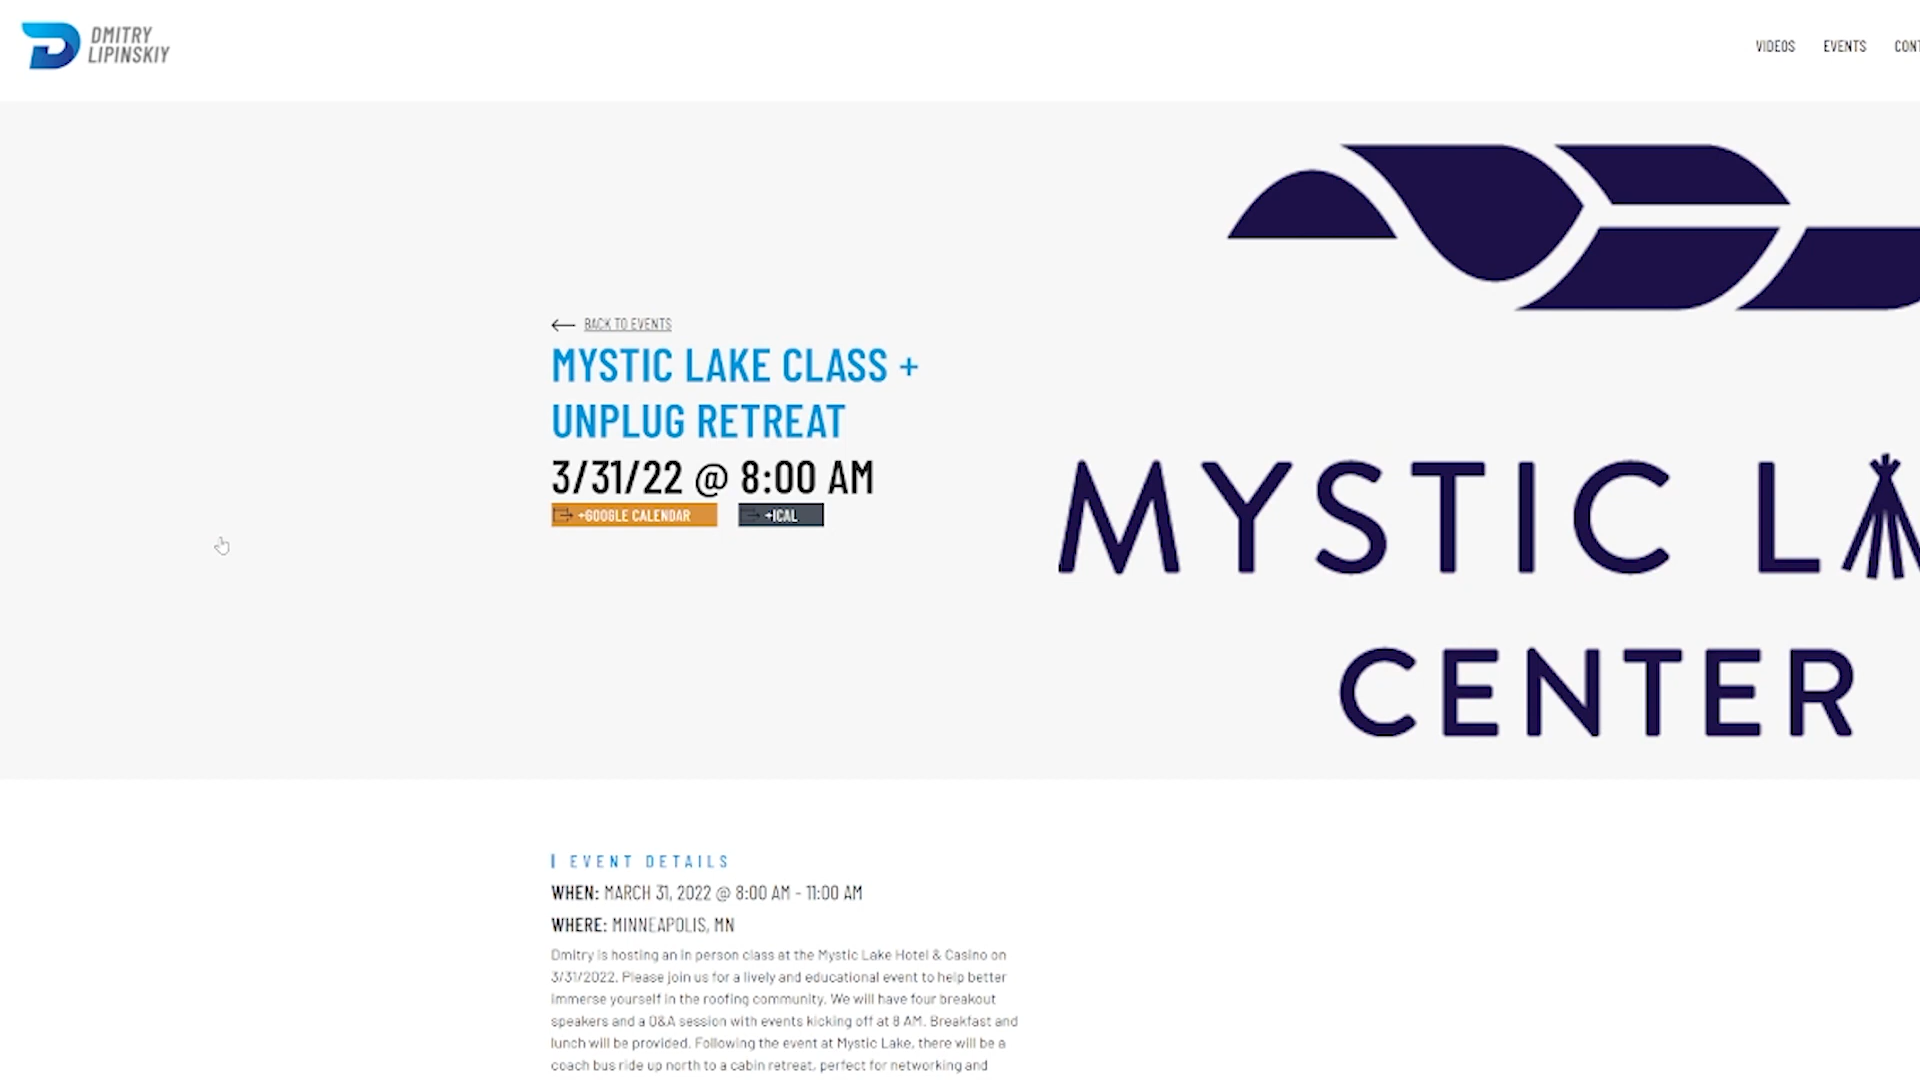 DMITRY
LIPINSKIY
VIDEOS EVENTS CONT
BACK TO EVENTS
MYSTIC LAKE CLASS +
UNPLUG RETREAT
3/31/22 @ 8:00 AM
+GOOGLE CALENDAR +ICAL
MYSTIC LA
CENTER
EVENT DETAILS
WHEN: MARCH 31, 2022 @ 8:00 AM - 11:00 AM
WHERE: MINNEAPOLIS, MN
Dmitry is hosting an in person class at the Mystic Lake Hotel & Casino on
3/31/2022. Please join us for a lively and educational event to help better
immerse yourself in the roofing community. We will have four breakout
speakers and a Q&A session with events kicking off at 8 AM. Breakfast and
lunch will be provided. Following the event at Mystic Lake, there will be a
coach bus ride up north to a cabin retreat, perfect for networking and